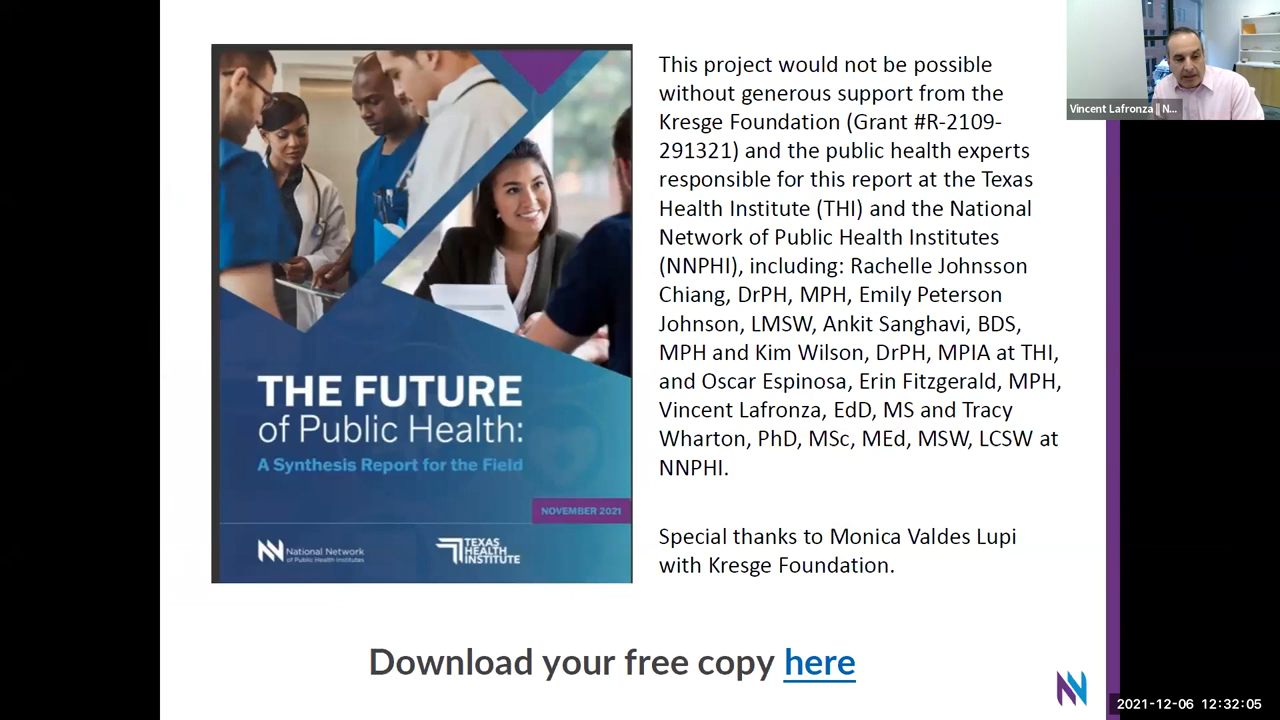 This project would not be possible
without generous support from the
Kresge Foundation (Grant #R-2109-
291321) and the public health experts
responsible for this report at the Texas
Health Institute (THI) and the National
Network of Public Health Institutes
(NNPHI), including: Rachelle Johnsson
Chiang, DrPH, MPH, Emily Peterson
Johnson, LMSW, Ankit Sanghavi, BDS,
MPH and Kim Wilson, DrPH, MPIA at THI,
and Oscar Espinosa, Erin Fitzgerald, MPH,
Vincent Lafronza, EdD, MS and Tracy
Wharton, PhD, MSc, MEd, MSW, LCSW at
NNPHI.
Special thanks to Monica Valdes Lupi
with Kresge Foundation.
THE FUTURE
of Public Health:
A Synthesis Report for the Field
NOVEMBER 2021
National Network
of Public Health Institutes
TEXAS
HEALTH
INSTITUTE
Download your free copy here
Vincent Lafronza || N...
2021-12-06 12:32:05